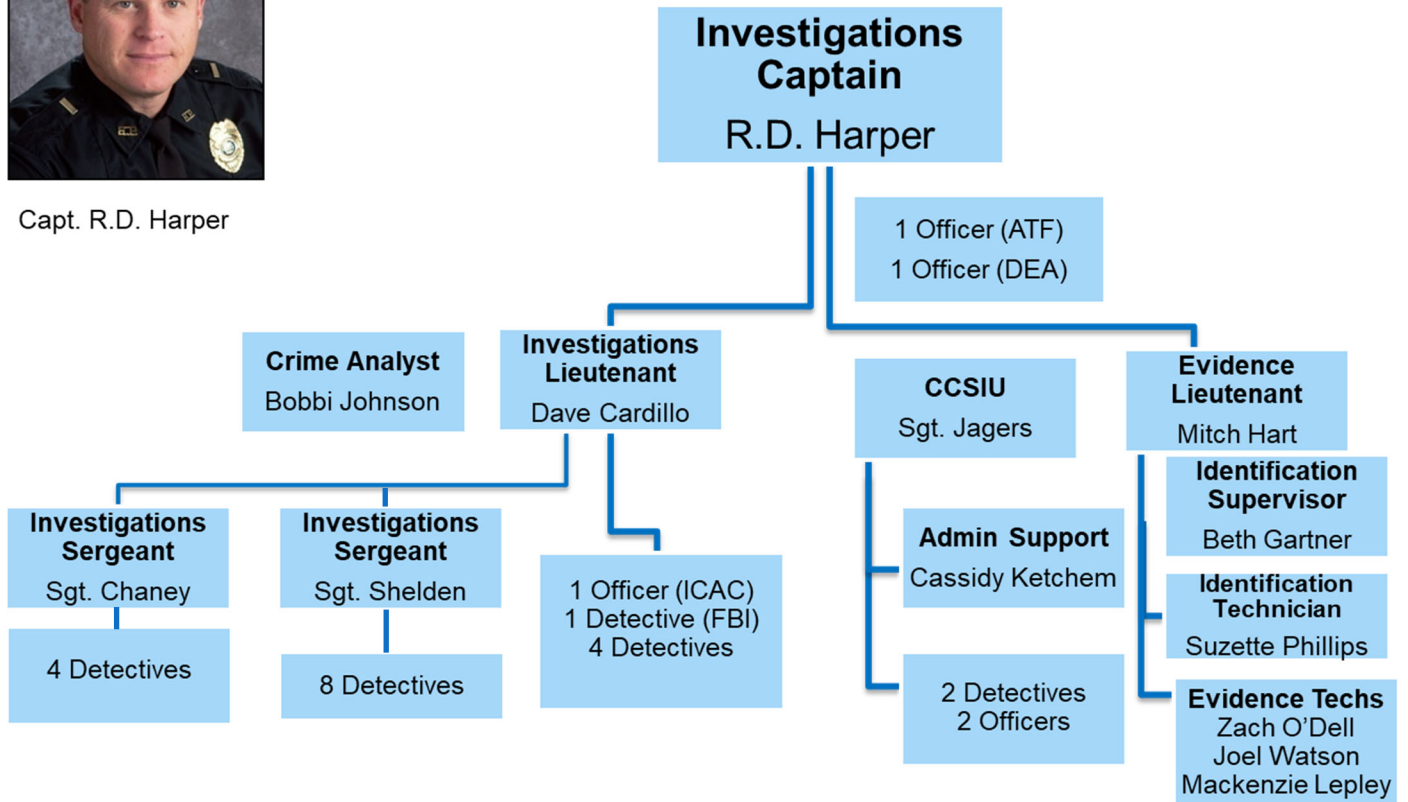 Investigations
Captain
R.D. Harper
Capt. R.D. Harper
1 Officer (ATF)
1 Officer (DEA)
Crime Analyst
Bobbi Johnson
Investigations
Lieutenant
Dave Cardillo
CCSIU
Sgt. Jagers
Evidence
Lieutenant
Mitch Hart
Investigations
Sergeant
Sgt. Chaney
4 Detectives
Investigations
Sergeant
Sgt. Shelden
8 Detectives
1 Officer (ICAC)
1 Detective (FBI)
4 Detectives
Admin Support
Cassidy Ketchem
2 Detectives
2 Officers
Identification
Supervisor
Beth Gartner
Identification
Technician
Suzette Phillips
Evidence Techs
Zach O’Dell
Joel Watson
Mackenzie Lepley